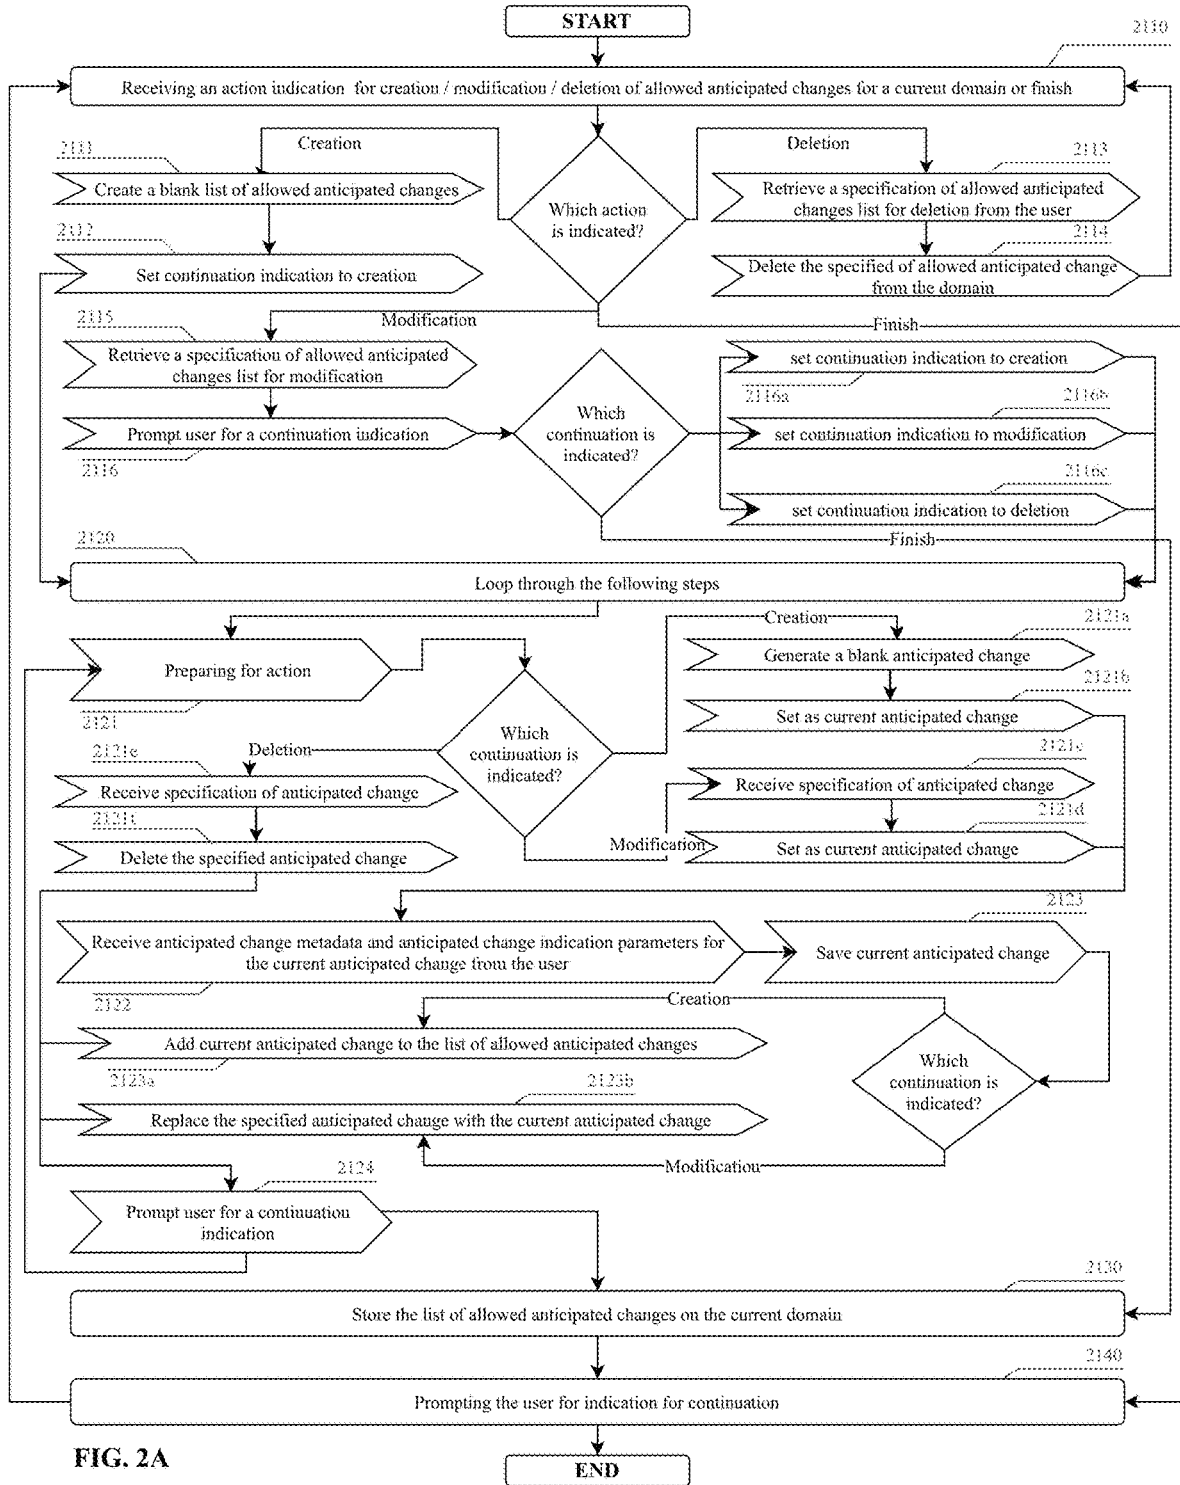 START
2110
Receiving an action indication for creation / modification / deletion of allowed anticipated changes for a current domain or finish
Creation
Deletion
2111
Create a blank list of allowed anticipated changes
Which action
is indicated?
2113
Retrieve a specification of allowed anticipated
changes list for deletion from the user
2112
Set continuation indication to creation
2114
Delete the specified of allowed anticipated change
from the domain
Modification
Finish
2115
Retrieve a specification of allowed anticipated
changes list for modification
set continuation indication to creation
2116a
Prompt user for a continuation indication
2116
Which
continuation is
indicated?
2116b
set continuation indication to modification
2116c
set continuation indication to deletion
Finish
2120
Loop through the following steps
Creation
Preparing for action
2121
2121a
Generate a blank anticipated change
2121b
Set as current anticipated change
Which
continuation is
indicated?
Deletion
2121e
Receive specification of anticipated change
2121f
Delete the specified anticipated change
2121c
Receive specification of anticipated change
Modification
2121d
Set as current anticipated change
Receive anticipated change metadata and anticipated change indication parameters for
the current anticipated change from the user
2122
2123
Save current anticipated change
Creation
Add current anticipated change to the list of allowed anticipated changes
2123a
Which
continuation is
indicated?
2123b
Replace the specified anticipated change with the current anticipated change
Modification
2124
Prompt user for a continuation
indication
2130
Store the list of allowed anticipated changes on the current domain
2140
Prompting the user for indication for continuation
FIG. 2A
END